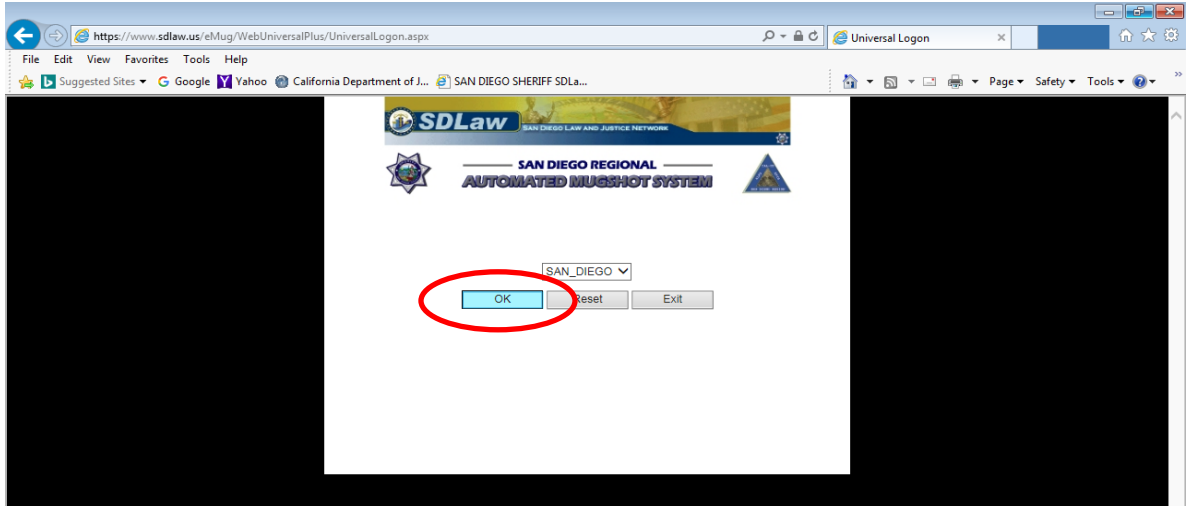 https://www.sdlaw.us/eMug/WebUniversalPlus/UniversalLogon.aspx
Universal Logon
File Edit View Favorites Tools Help
Suggested Sites G Google Y Yahoo California Department of J... SAN DIEGO SHERIFF SDLa...
Page Safety Tools
SDLaw SAN DIEGO LAW AND JUSTICE NETWORK
SAN DIEGO REGIONAL
AUTOMATED MUGSHOT SYSTEM
SAN_DIEGO
OK Reset Exit